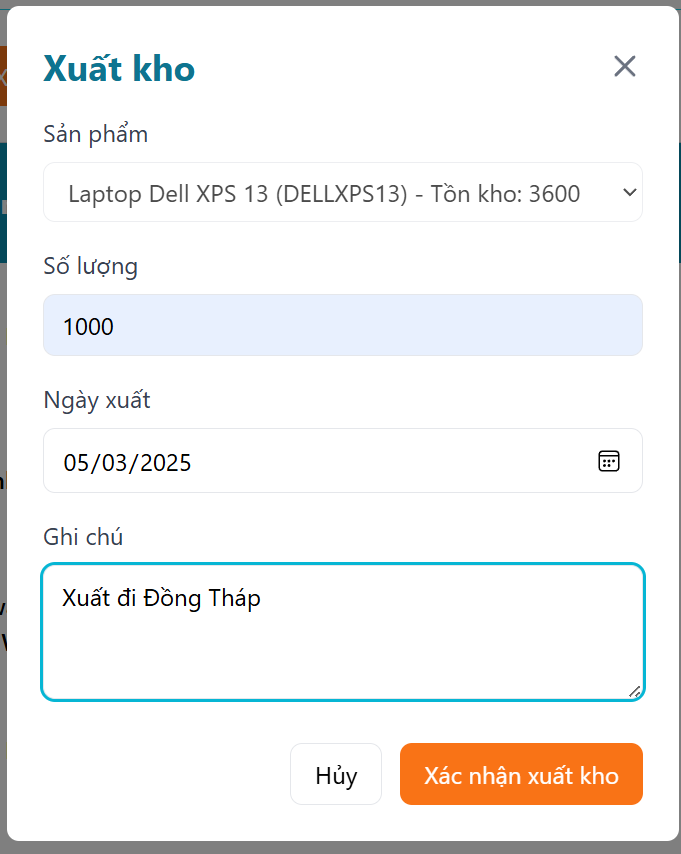 Xuất kho
Sản phẩm
Laptop Dell XPS 13 (DELLXPS13) - Tồn kho: 3600
Số lượng
1000
Ngày xuất
05/03/2025
Ghi chú
Xuất đi Đồng Tháp
Hủy
Xác nhận xuất kho